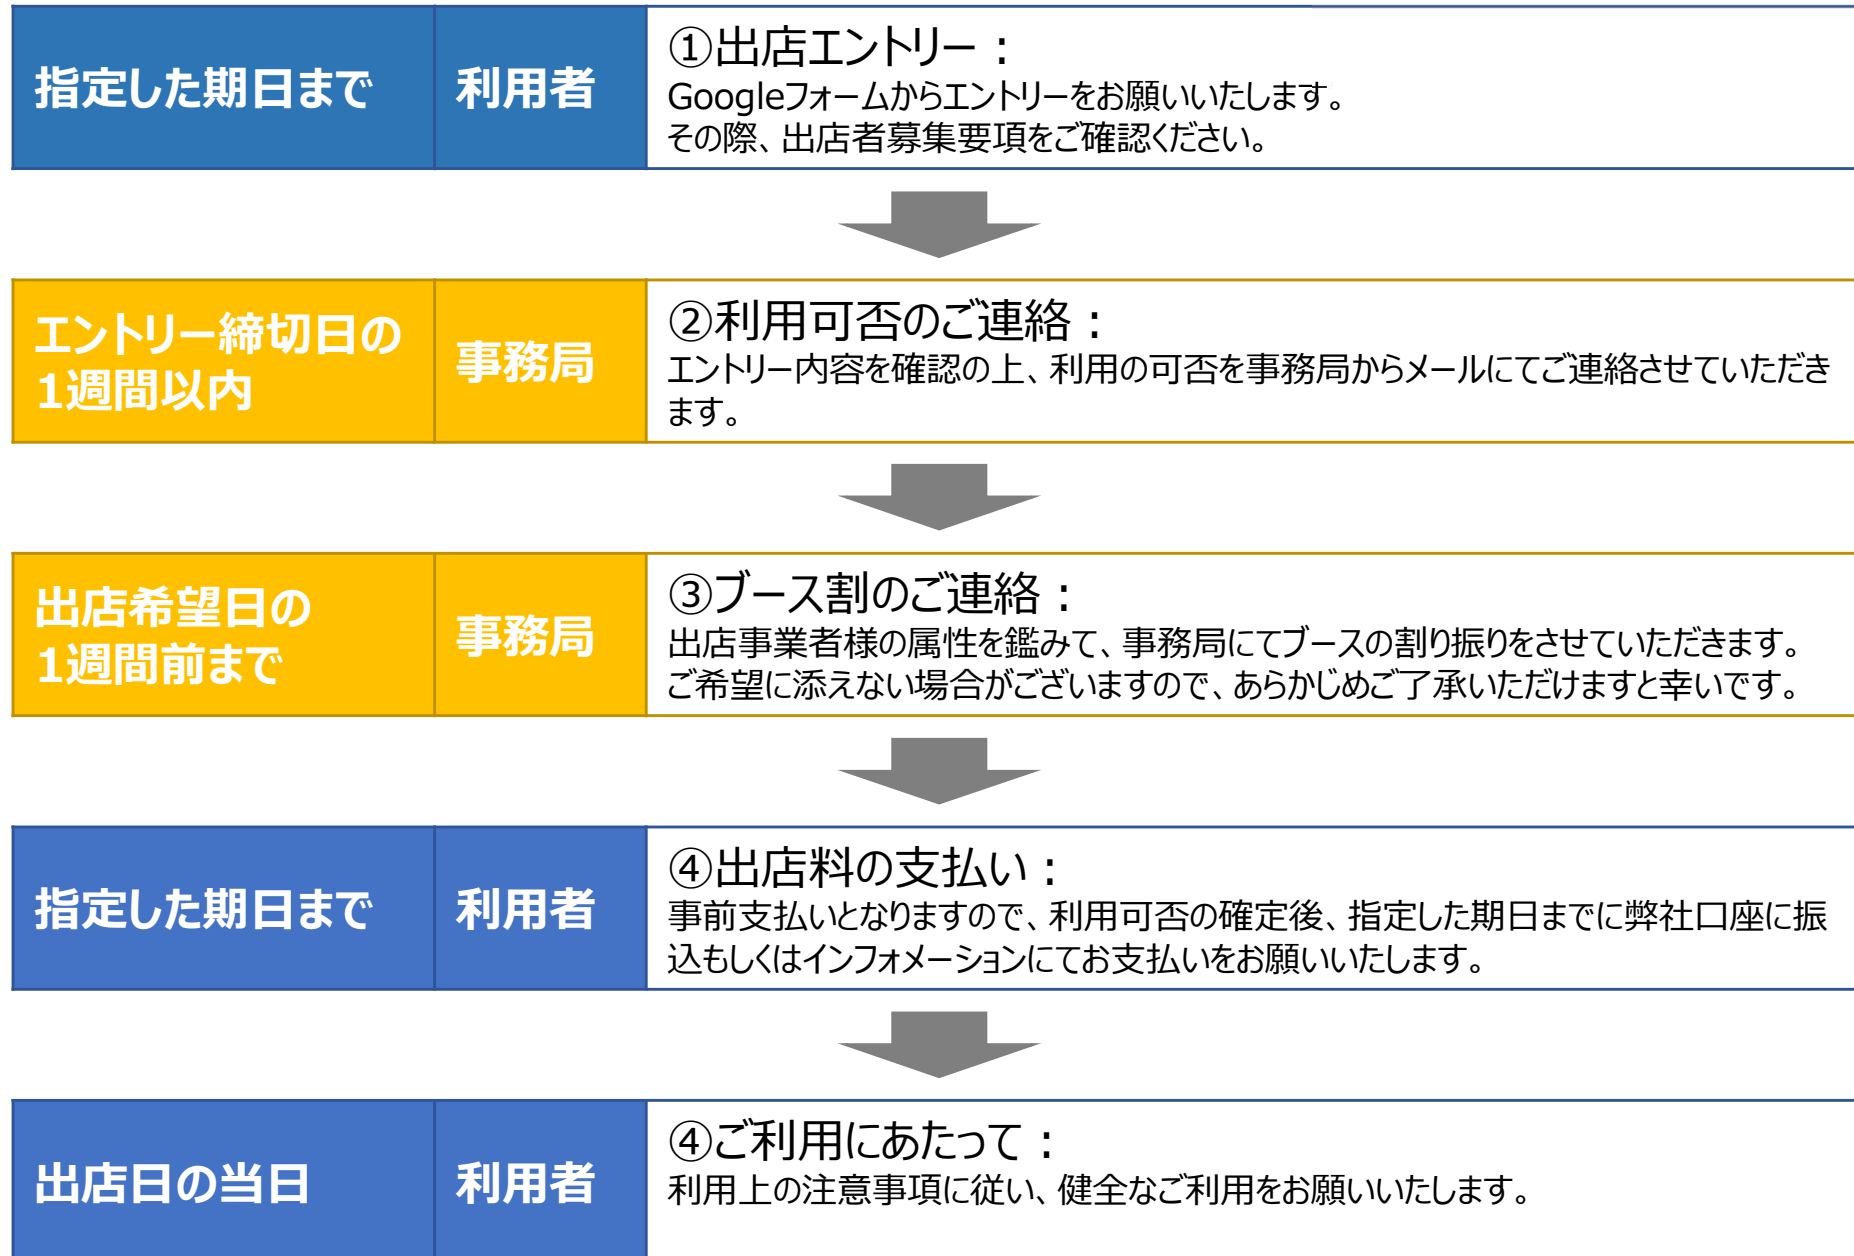 指定した期日まで
利用者
①出店エントリー：
Googleフォームからエントリーをお願いいたします。
その際、出店者募集要項をご確認ください。
エントリー締切日の
1週間以内
事務局
②利用可否のご連絡：
エントリー内容を確認の上、利用の可否を事務局からメールにてご連絡させていただき
ます。
出店希望日の
1週間前まで
事務局
③ブース割のご連絡：
出店事業者様の属性を鑑みて、事務局にてブースの割り振りをさせていただきます。
ご希望に添えない場合がございますので、あらかじめご了承いただけますと幸いです。
指定した期日まで
利用者
④出店料の支払い：
事前支払いとなりますので、利用可否の確定後、指定した期日までに弊社口座に振
込もしくはインフォメーションにてお支払いをお願いいたします。
出店日の当日
利用者
④ご利用にあたって：
利用上の注意事項に従い、健全なご利用をお願いいたします。